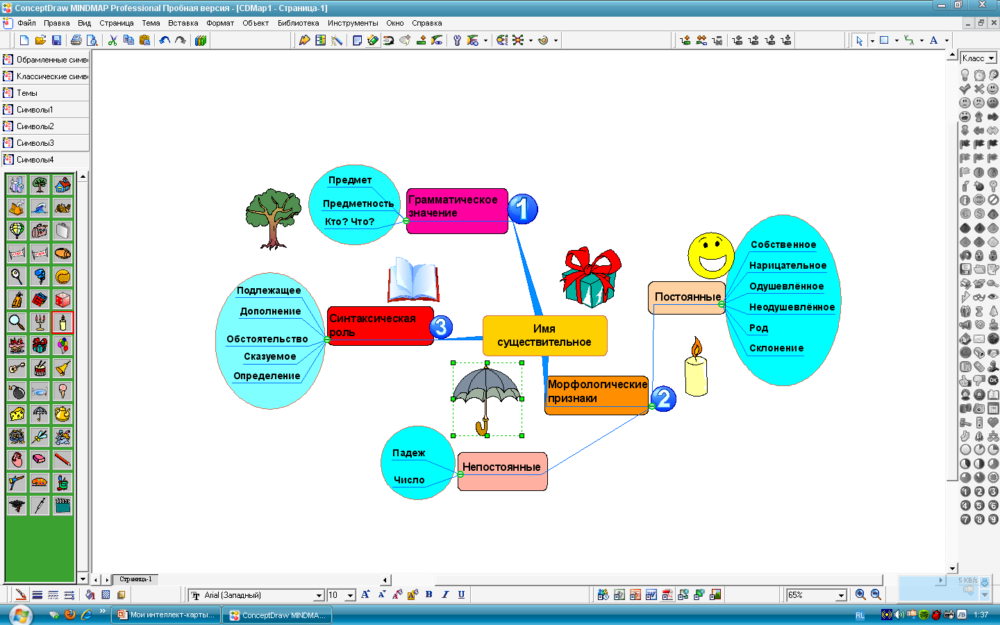 ConceptDraw MINDMAP Professional Пробная версия - [CDMap1 - Страница-1]
Файл Правка Вид Страница Тема Вставка Формат Объект Библиотека Инструменты Окно Справка
Обрамленные симв
Классические симв
Темы
Символы1
Символы2
Символы3
Символы4
Класс
Предмет
Предметность
Кто? Что?
Грамматическое
значение
1
Собственное
Нарицательное
Одушевлённое
Неодушевлённое
Род
Склонение
Постоянные
Подлежащее
Дополнение
Обстоятельство
Сказуемое
Определение
Синтаксическая
роль
3
Имя
существительное
Морфологические
признаки
2
Падеж
Число
Непостоянные
Страница-1
5 KB/s
Arial (Западный)
10
B I U
65%
Мои интеллект-карты...
ConceptDraw MINDMA...
RL
ЛВ
1:37